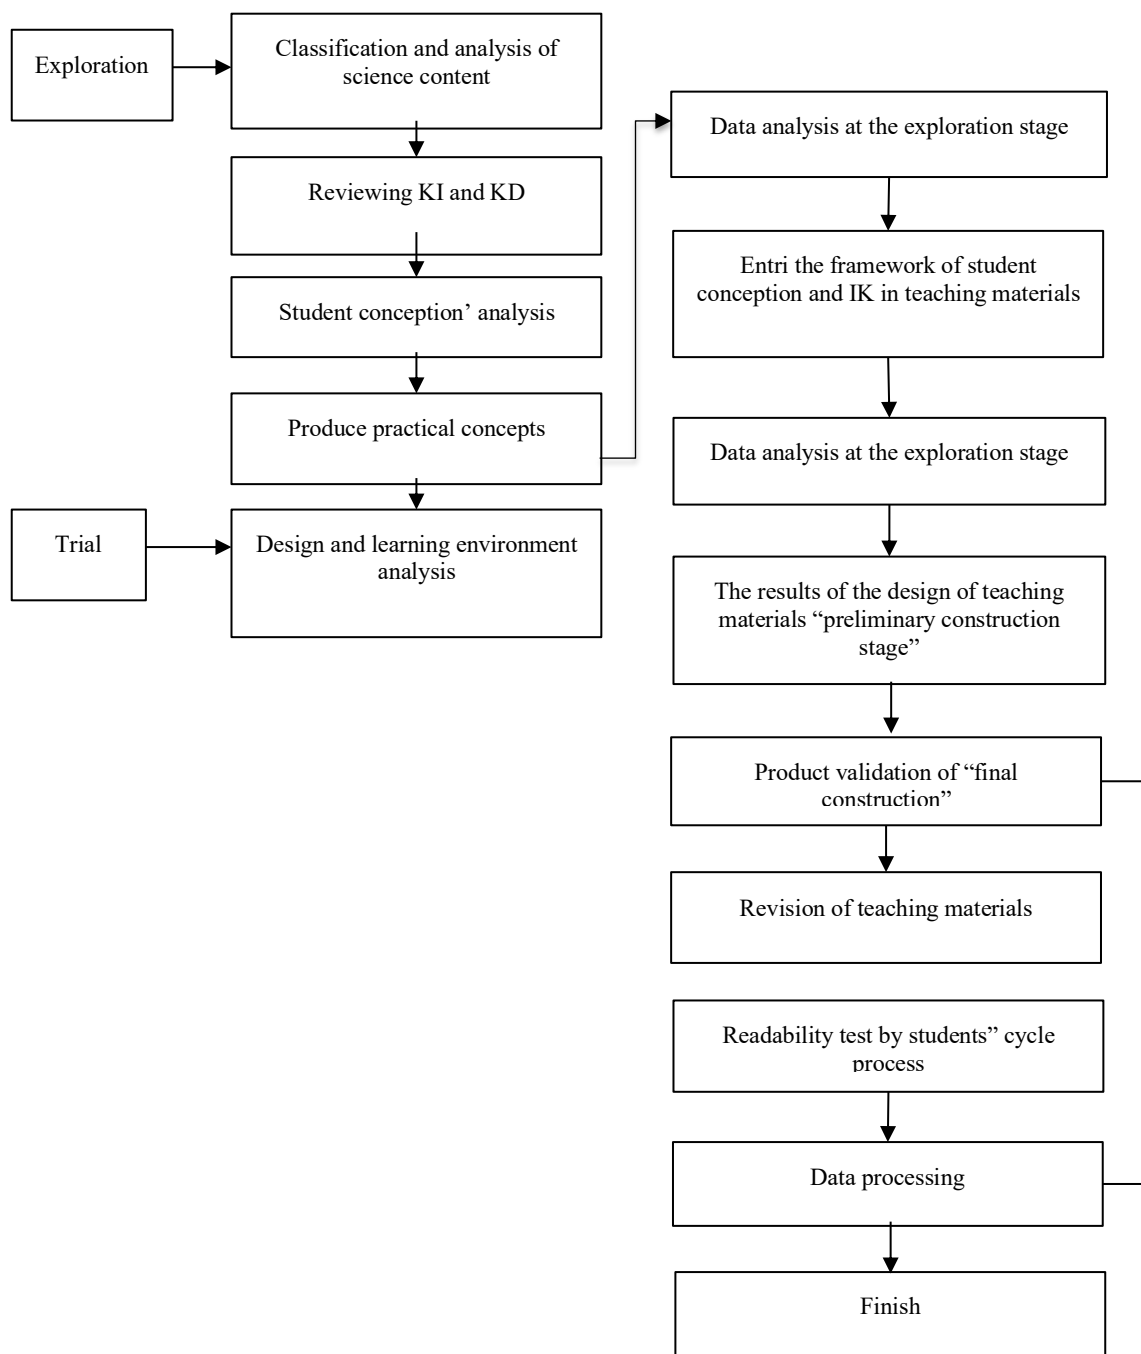 Exploration
Classification and analysis of
science content
Reviewing KI and KD
Student conception’ analysis
Produce practical concepts
Trial
Design and learning environment
analysis
Data analysis at the exploration stage
Entri the framework of student
conception and IK in teaching materials
Data analysis at the exploration stage
The results of the design of teaching
materials “preliminary construction
stage”
Product validation of “final
construction”
Revision of teaching materials
Readability test by students” cycle
process
Data processing
Finish